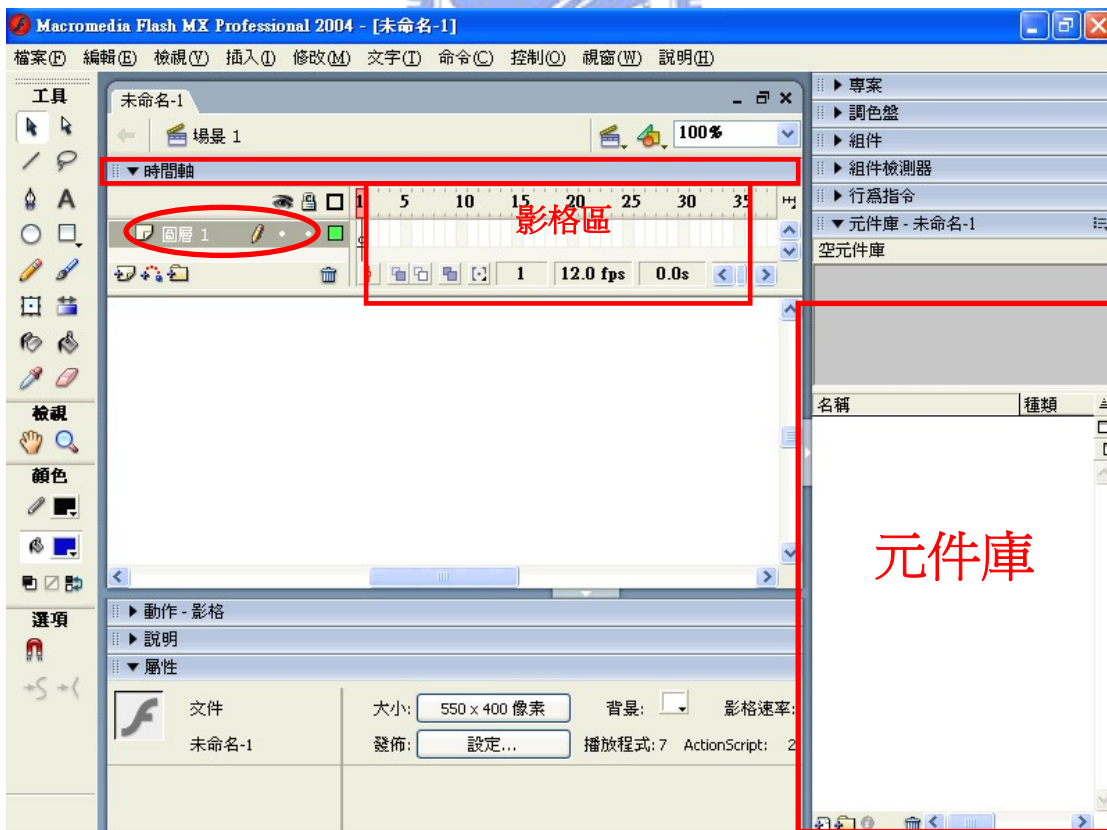 Macromedia Flash MX Professional 2004 - [未命名-1]
檔案(F) 編輯(E) 檢視(V) 插入(I) 修改(M) 文字(T) 命令(C) 控制(O) 視窗(W) 說明(H)
工具
未命名-1
場景 1
100%
時間軸
1 5 10 15 20 25 30 35
影格區
圖層 1
1 12.0 fps 0.0s
檢視
顏色
選項
動作 - 影格
說明
屬性
文件
未命名-1
大小: 550 x 400 像素 背景: 影格速率:
發佈: 設定... 播放程式: 7 ActionScript: 2
專案
調色盤
組件
組件檢測器
行為指令
元件庫 - 未命名-1
空元件庫
名稱 種類
元件庫